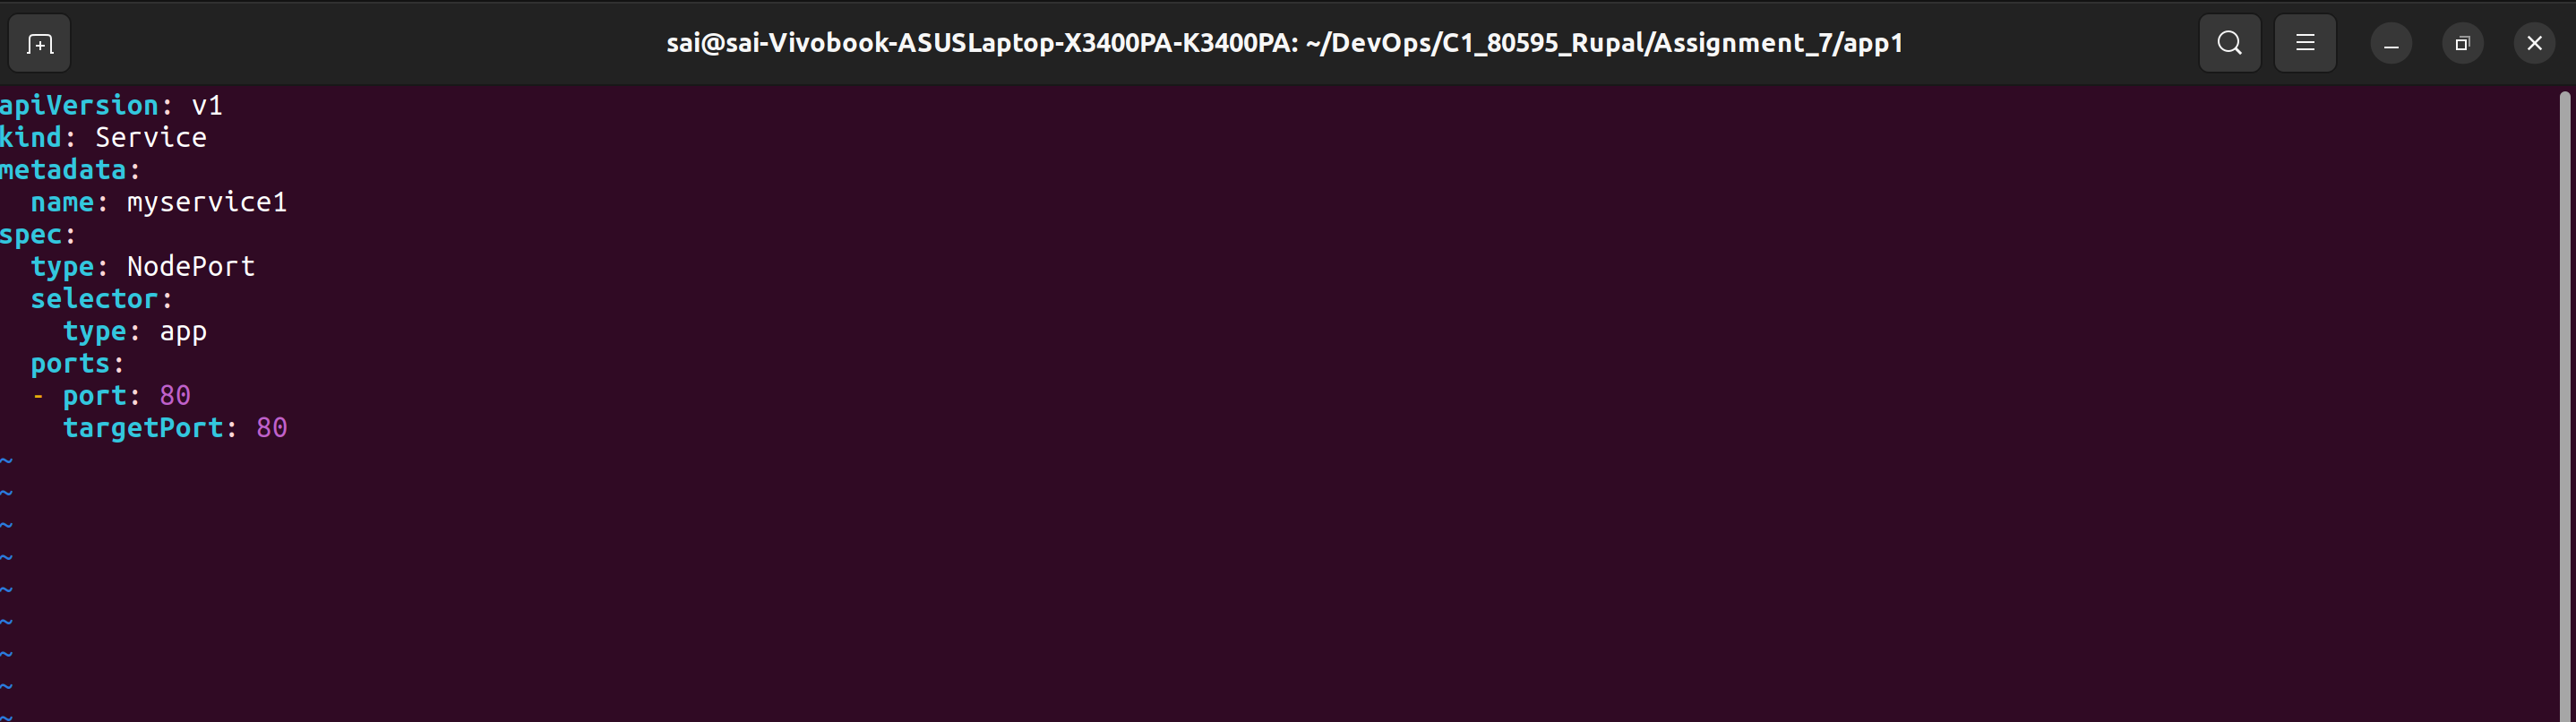 sai@sai-Vivobook-ASUSLaptop-X3400PA-K3400PA: ~/DevOps/C1_80595_Rupal/Assignment_7/app1
apiVersion: v1
kind: Service
metadata:
  name: myservice1
spec:
  type: NodePort
  selector:
    type: app
  ports:
  - port: 80
    targetPort: 80
~
~
~
~
~
~
~
~
~